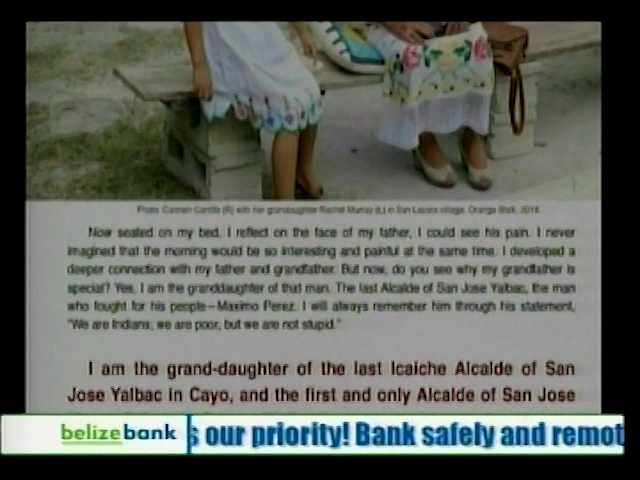 Photo: Carmen Carrillo (R) with her granddaughter Rachel Murray (L) in San Lazaro village, Orange Walk, 2018
Now seated on my bed, I reflect on the face of my father, I could see his pain. I never
imagined that the morning would be so interesting and painful at the same time. I developed a
deeper connection with my father and grandfather. But now, do you see why my grandfather is
special? Yes, I am the granddaughter of that man. The last Alcalde of San Jose Yalbac, the man
who fought for his people—Maximo Perez. I will always remember him through his statement,
"We are Indians; we are poor, but we are not stupid."
I am the grand-daughter of the last Icaiche Alcalde of San
Jose Yalbac in Cayo, and the first and only Alcalde of San Jose
belizebank s our priority! Bank safely and remot